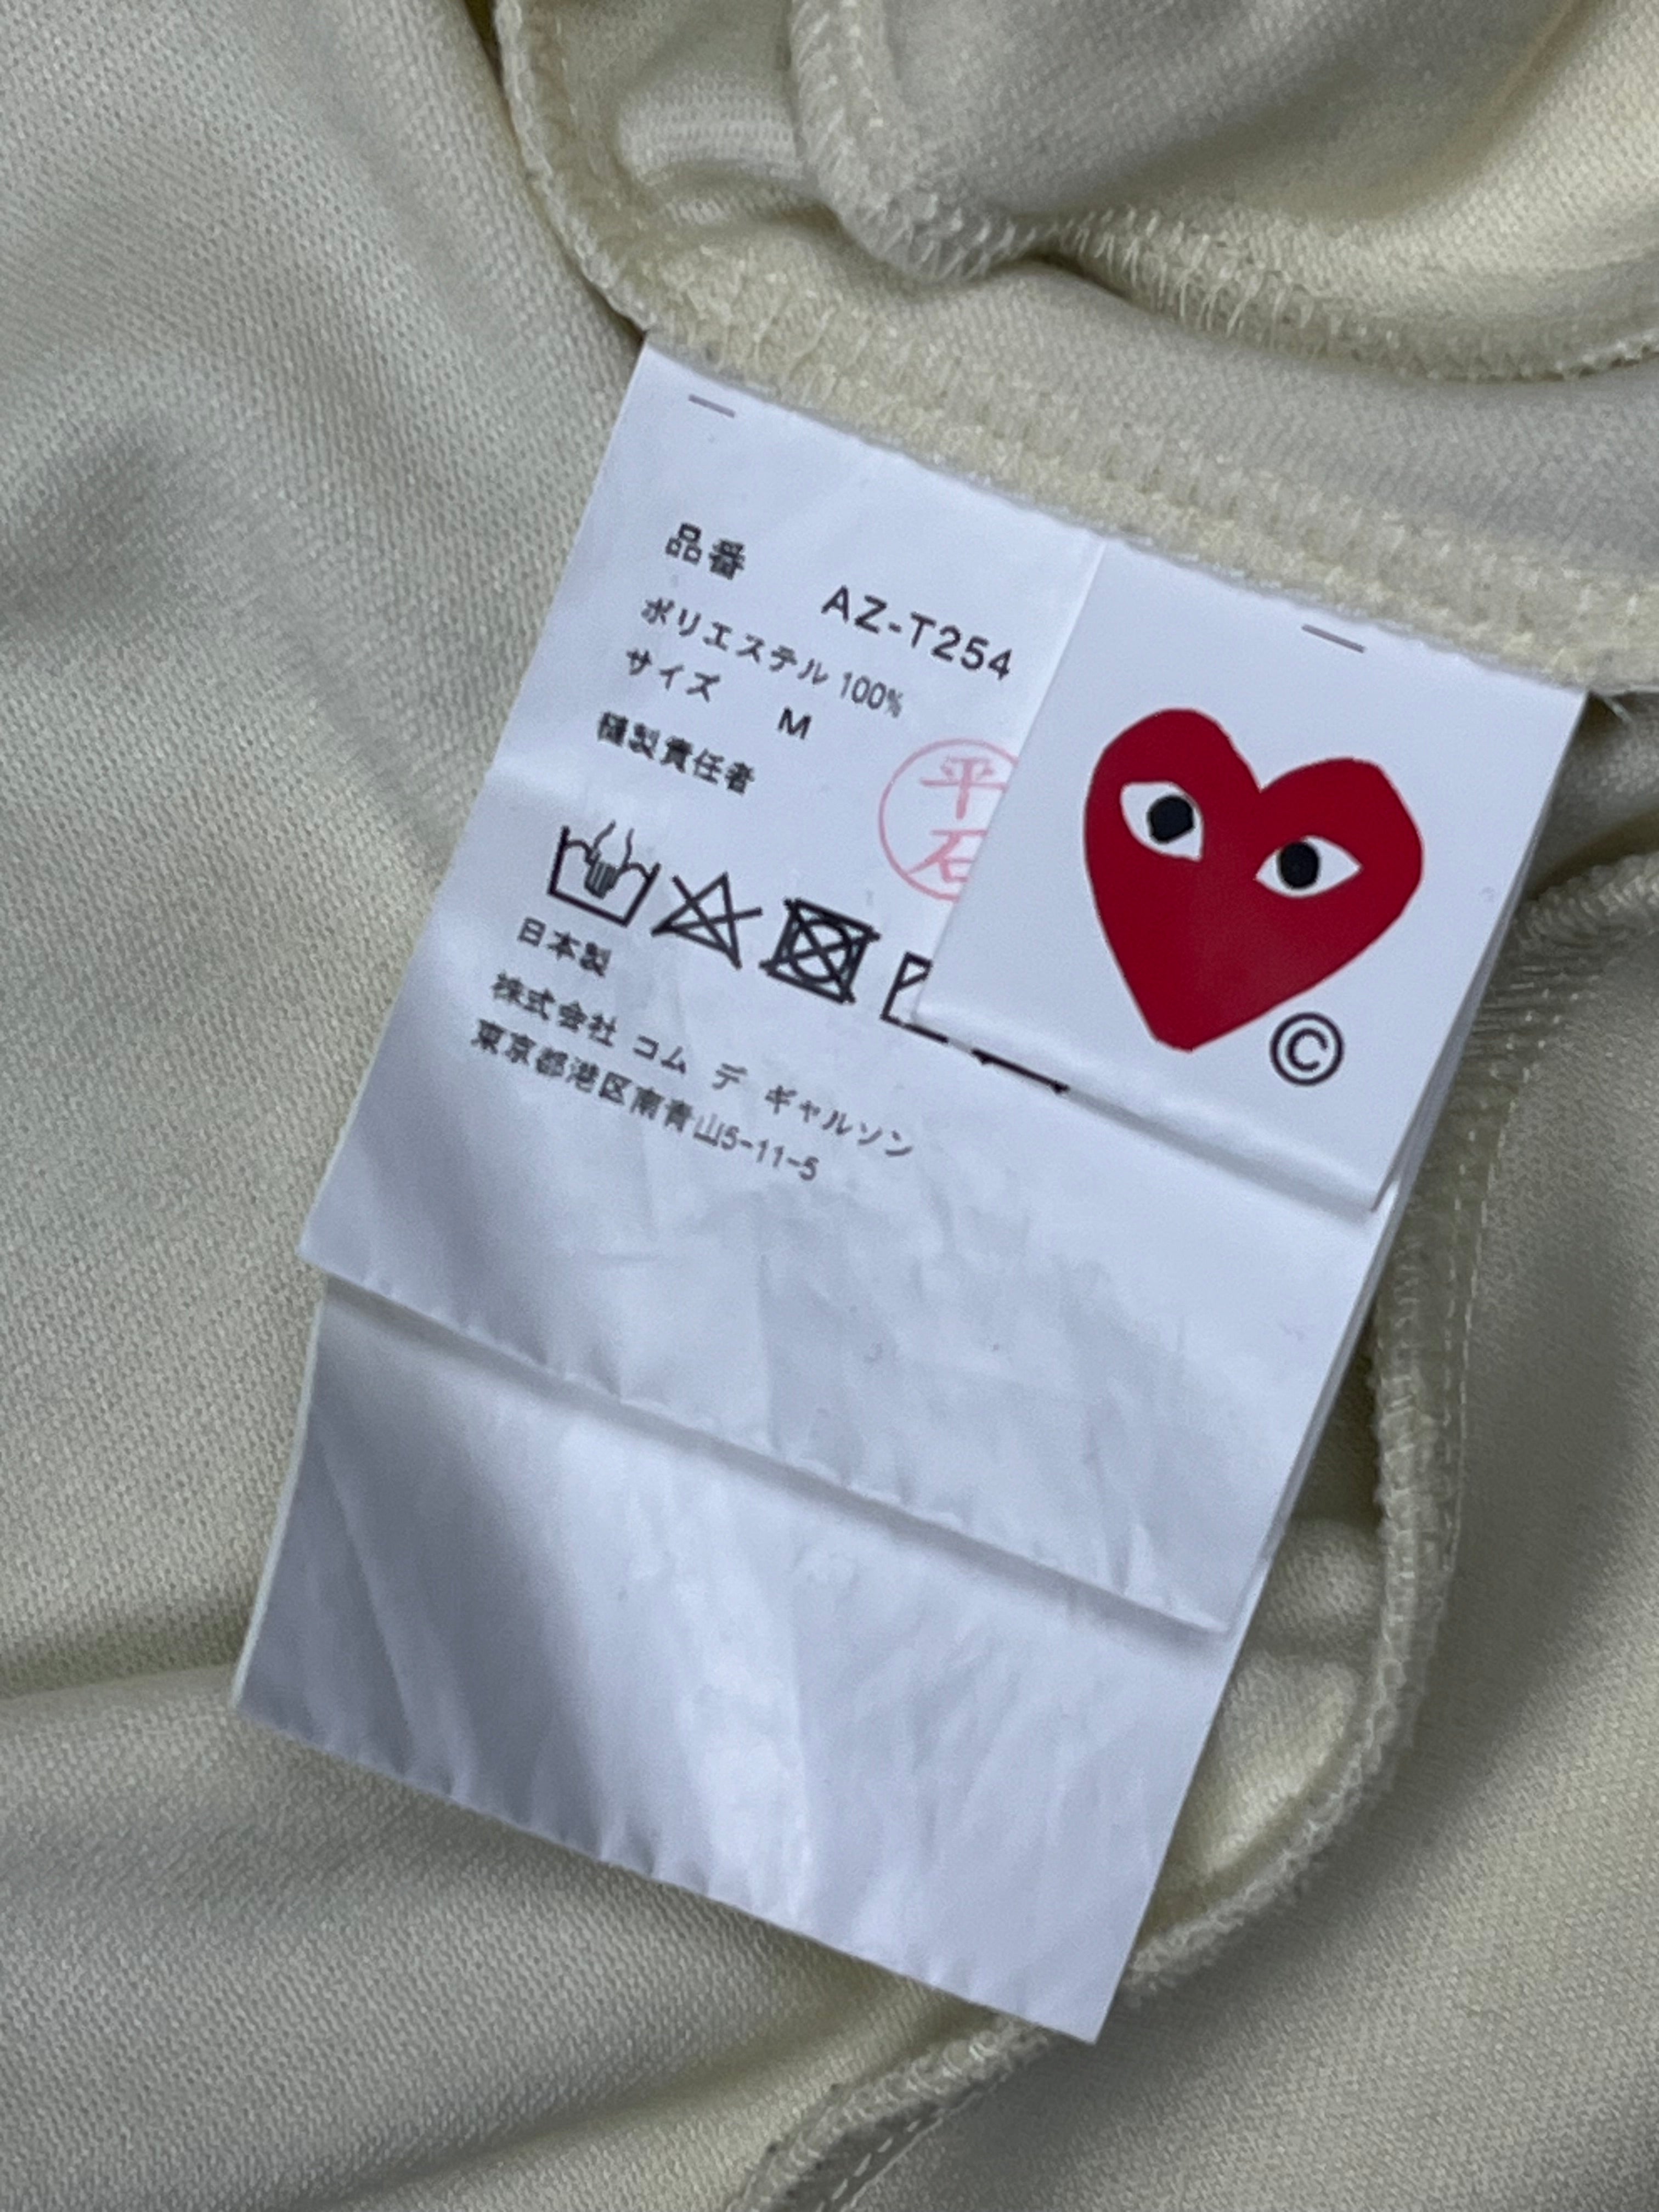 品番 AZ-T254
ポリエステル 100%
サイズ M
縫製責任者
平石
日本製
株式会社 コム デ ギャルソン
東京都港区南青山5-11-5
©